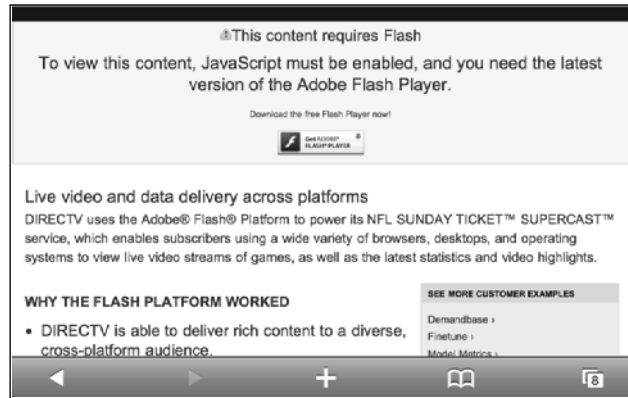 This content requires Flash
To view this content, JavaScript must be enabled, and you need the latest
version of the Adobe Flash Player.
Download the free Flash Player now!
Get ADOBE®
FLASH® PLAYER
Live video and data delivery across platforms
DIRECTV uses the Adobe® Flash® Platform to power its NFL SUNDAY TICKET™ SUPERCAST™
service, which enables subscribers using a wide variety of browsers, desktops, and operating
systems to view live video streams of games, as well as the latest statistics and video highlights.
WHY THE FLASH PLATFORM WORKED
• DIRECTV is able to deliver rich content to a diverse,
cross-platform audience.
SEE MORE CUSTOMER EXAMPLES
Demandbase ›
Finetune ›
Model Metrics ›
8